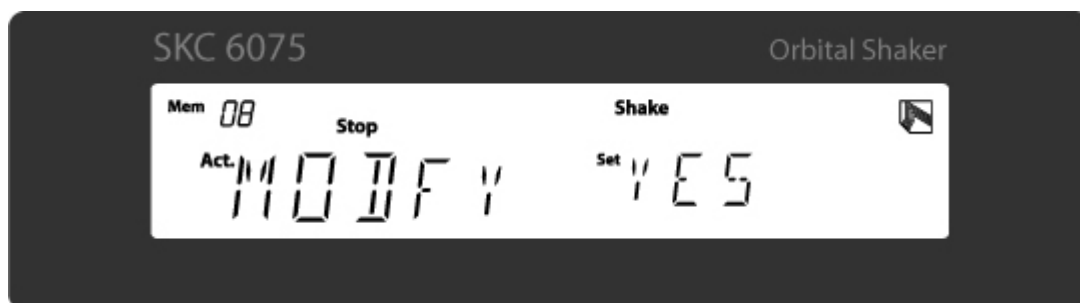 SKC 6075 Orbital Shaker
Mem 08 Shake
Stop
Act. MODFY Set YES